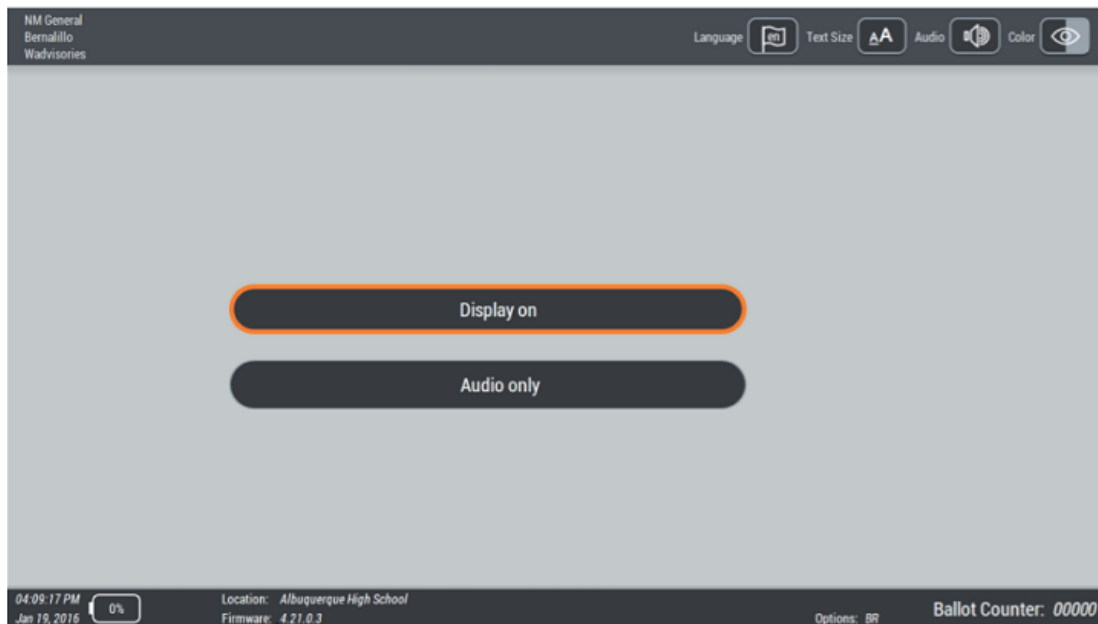 NM General
Bernalillo
Wadvisories
Language en Text Size AA Audio Color
Display on
Audio only
04:09:17 PM
Jan 19, 2016
0%
Location: Albuquerque High School
Firmware: 4.21.0.3
Options: BR
Ballot Counter: 00000